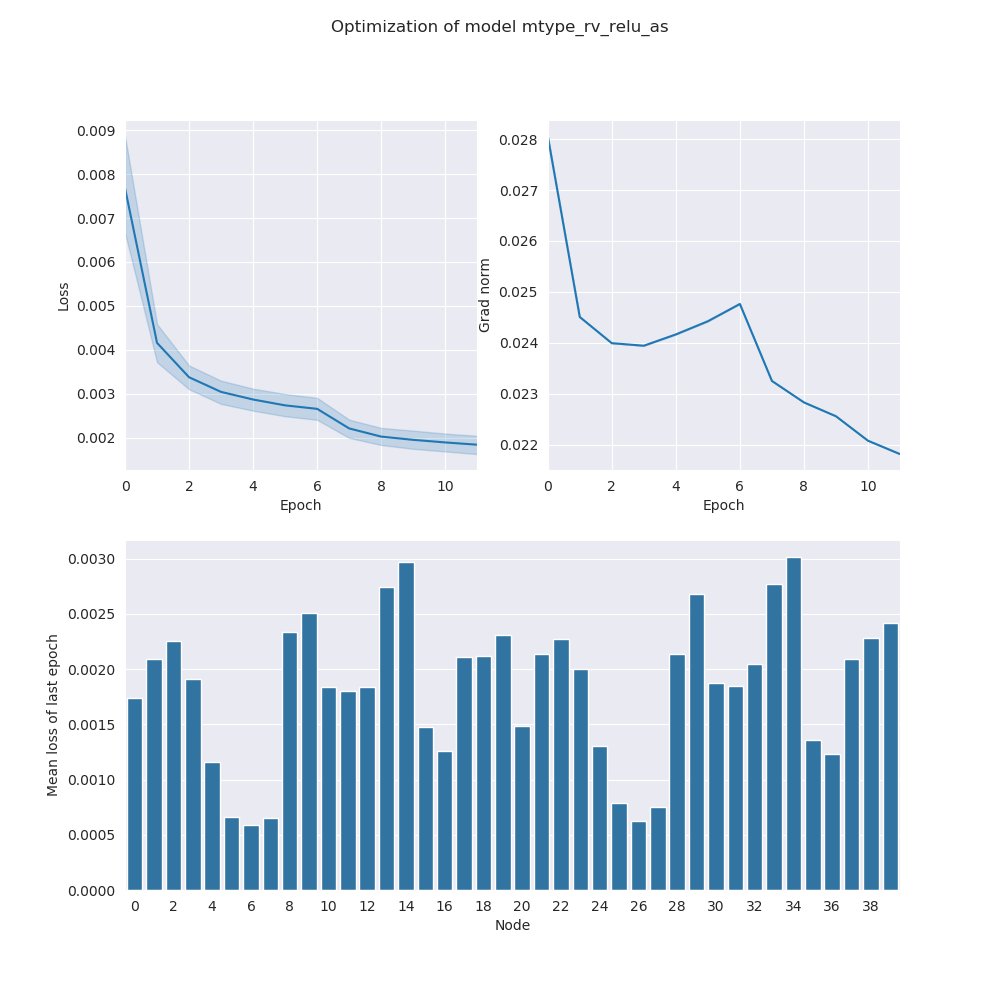 Optimization of model mtype_rv_relu_as
0.009
0.008
0.007
0.006
0.005
0.004
0.003
0.002
Loss
0 2 4 6 8 10
Epoch
0.028
0.027
0.026
0.025
0.024
0.023
0.022
Grad norm
0 2 4 6 8 10
Epoch
0.0030
0.0025
0.0020
0.0015
0.0010
0.0005
0.0000
Mean loss of last epoch
0 2 4 6 8 10 12 14 16 18 20 22 24 26 28 30 32 34 36 38
Node